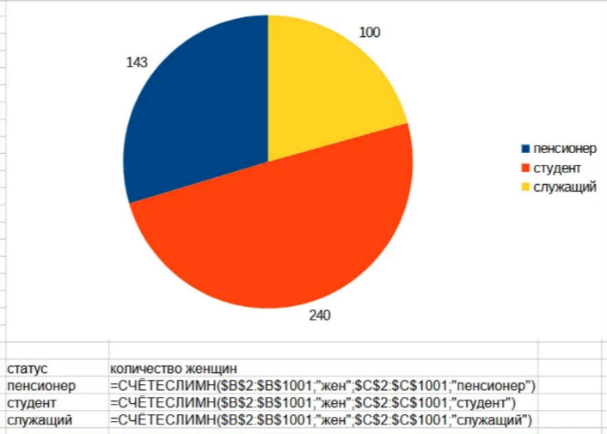 100
143
пенсионер
студент
служащий
240
статус количество женщин
пенсионер =СЧЁТЕСЛИМН($B$2:$B$1001;"жен";$C$2:$C$1001;"пенсионер")
студент =СЧЁТЕСЛИМН($B$2:$B$1001;"жен";$C$2:$C$1001;"студент")
служащий =СЧЁТЕСЛИМН($B$2:$B$1001;"жен";$C$2:$C$1001;"служащий")